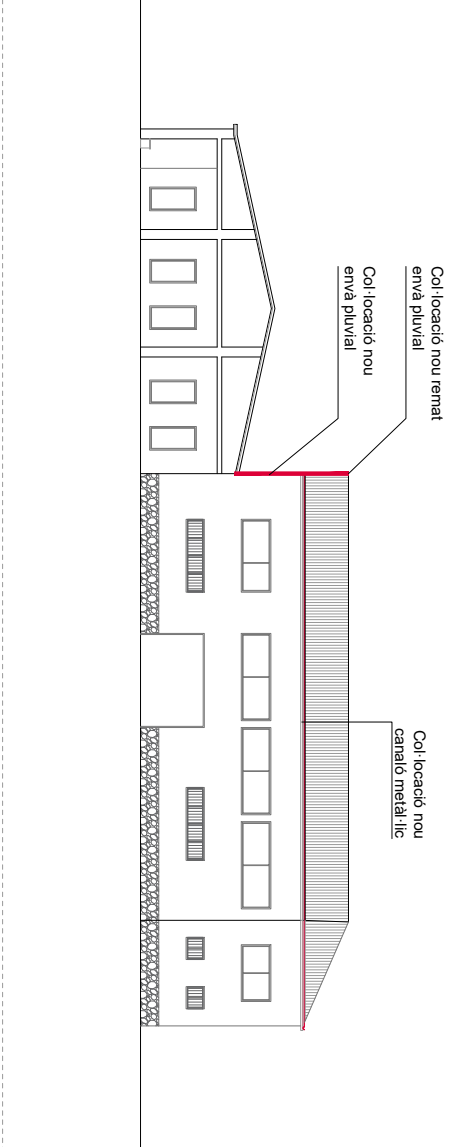 Col·locació nou remat
envà pluvial
Col·locació nou
envà pluvial
Col·locació nou
canaló metàl·lic